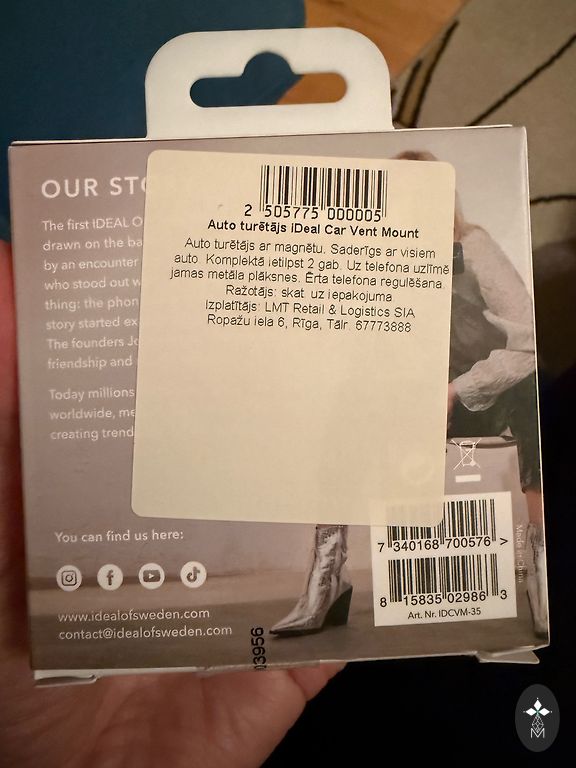 OUR STO
The first IDEAL O
drawn on the ba
by an encounter
who stood out w
thing: the phon
story started ex
The founders Jo
friendship and
Today millions
worldwide, me
creating trend
2 505775 000005
Auto turētājs iDeal Car Vent Mount
Auto turētājs ar magnētu. Saderīgs ar visiem
auto. Komplektā ietilpst 2 gab. Uz telefona uzlīmē
jamas metāla plāksnes. Ērta telefona regulēšana.
Ražotājs: skat. uz iepakojuma.
Izplatītājs: LMT Retail & Logistics SIA
Ropažu iela 6, Rīga, Tālr. 67773888
You can find us here:
www.idealofsweden.com
contact@idealofsweden.com
7 340168 700576 >
8 15835 02986 3
Art. Nr. IDCVM-35
Made in China
03956
M